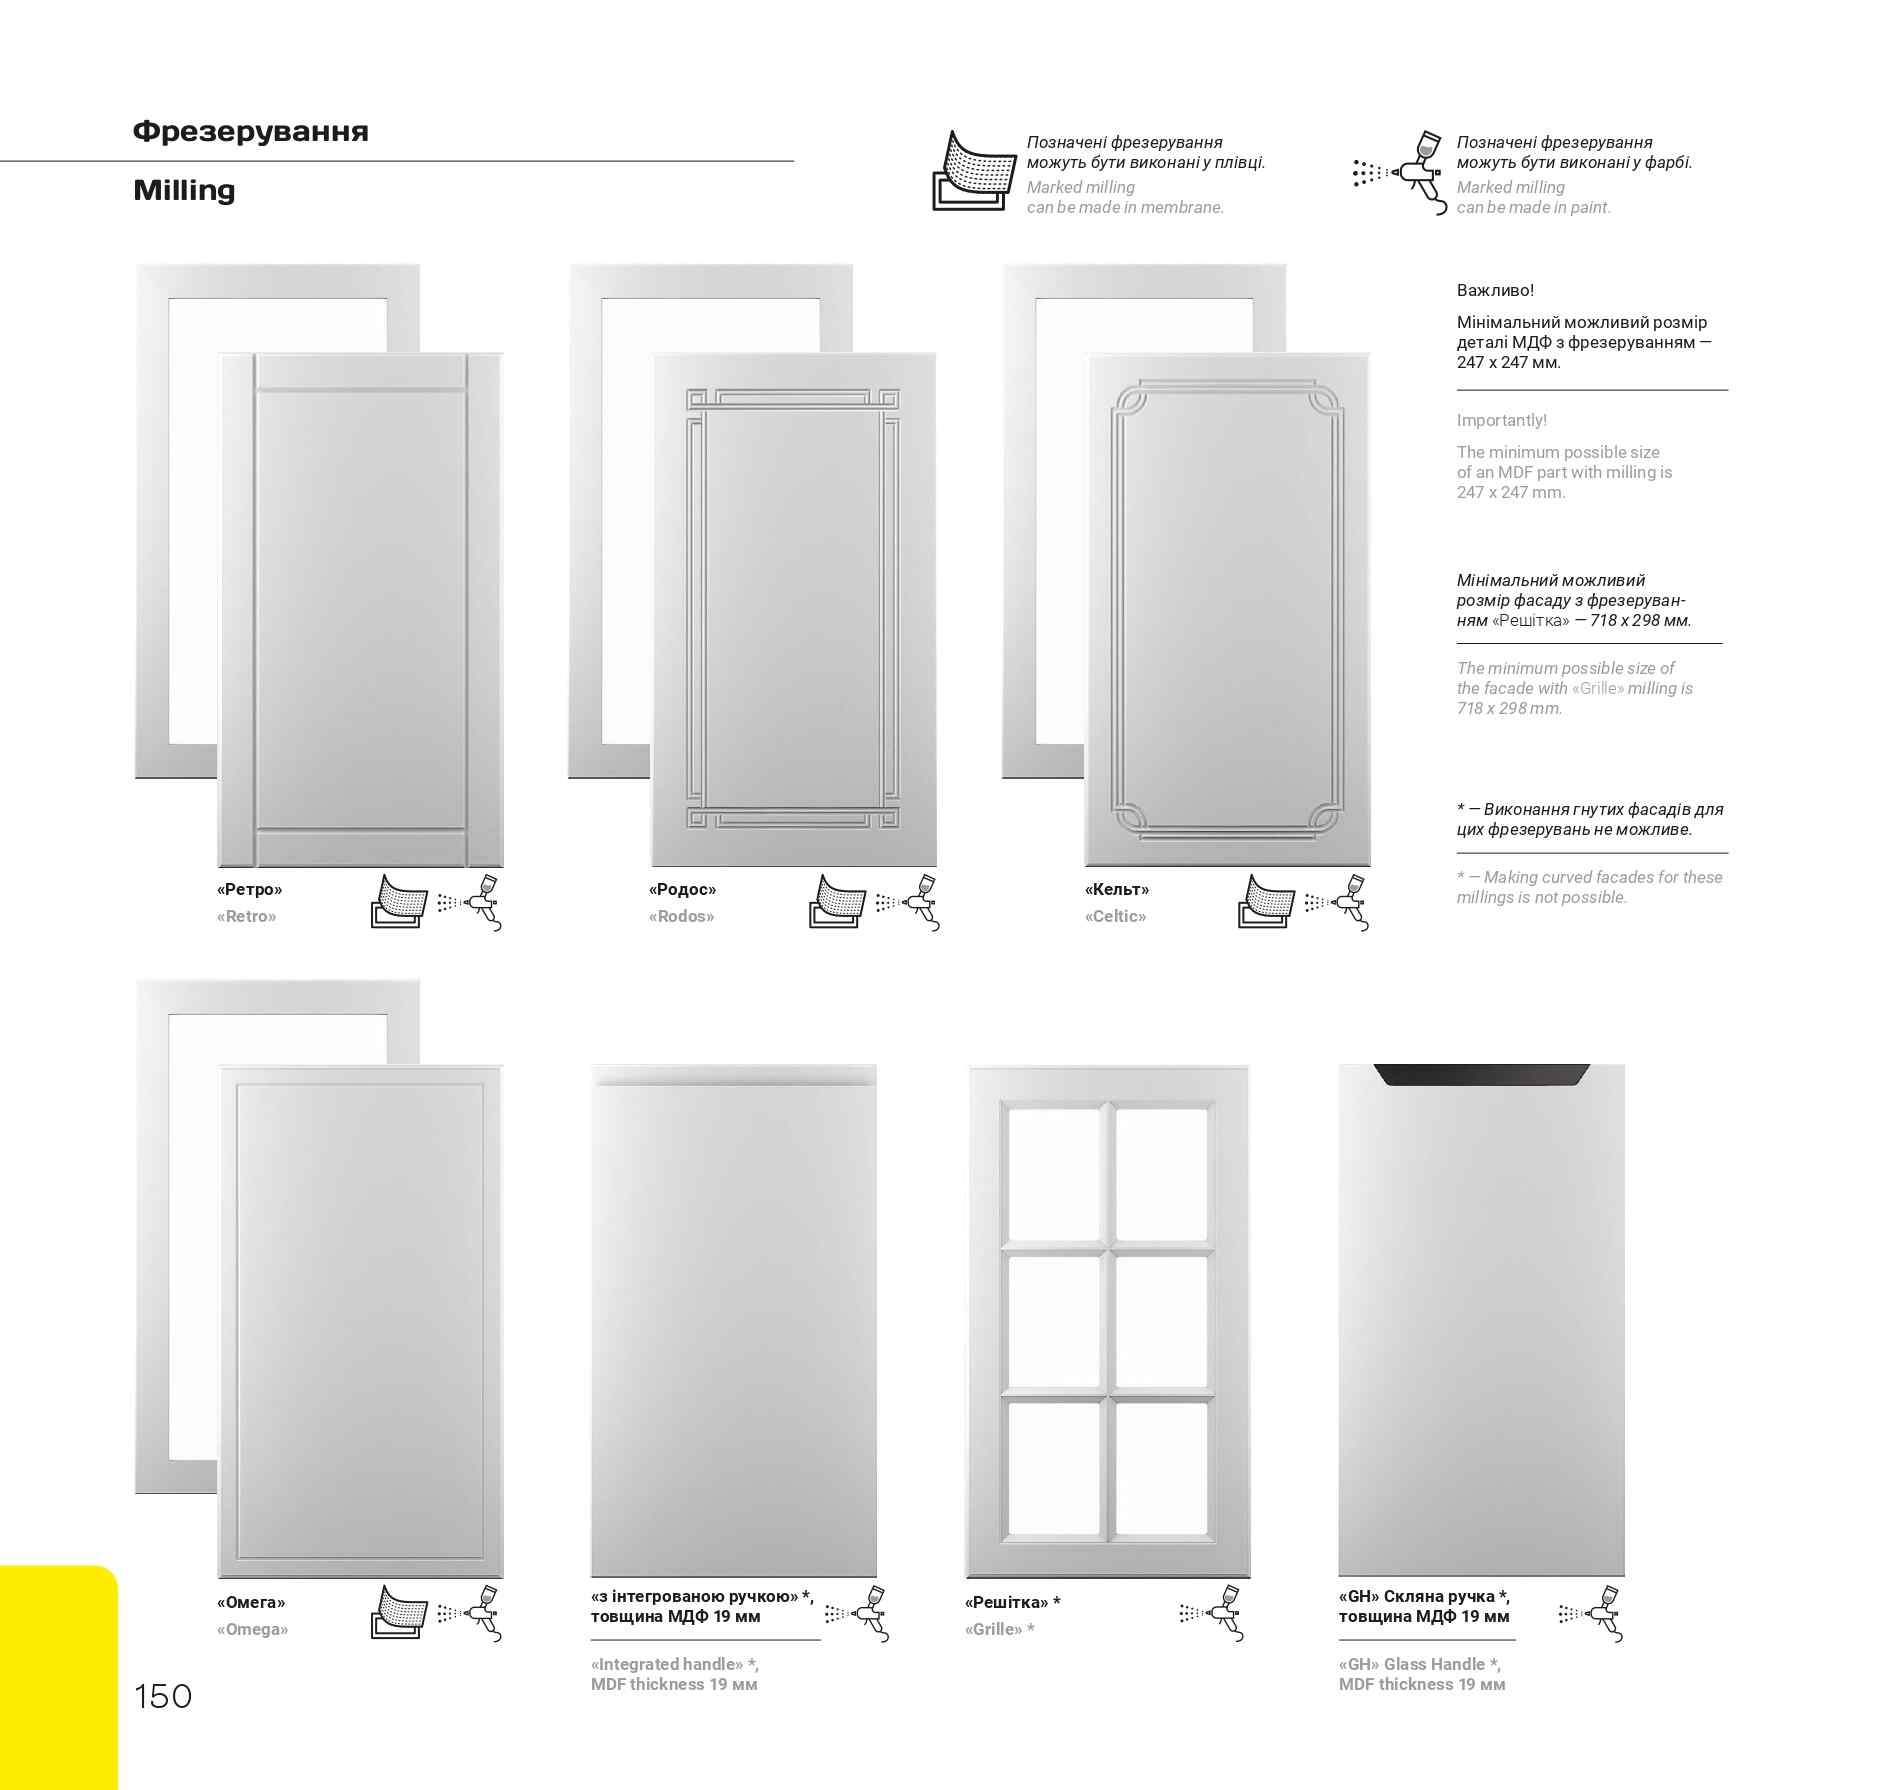 Фрезерування
Milling
Позначені фрезерування
можуть бути виконані у плівці.
Marked milling
can be made in membrane.
Позначені фрезерування
можуть бути виконані у фарбі.
Marked milling
can be made in paint.
Важливо!
Мінімальний можливий розмір
деталі МДФ з фрезеруванням —
247 x 247 мм.
Importantly!
The minimum possible size
of an MDF part with milling is
247 x 247 mm.
Мінімальний можливий
розмір фасаду з фрезеруван-
ням «Решітка» — 718 x 298 мм.
The minimum possible size of
the facade with «Grille» milling is
718 x 298 mm.
* — Виконання гнутих фасадів для
цих фрезерувань не можливе.
* — Making curved facades for these
millings is not possible.
«Ретро»
«Retro»
«Родос»
«Rodos»
«Кельт»
«Celtic»
«Омега»
«Omega»
«з інтегрованою ручкою» *,
товщина МДФ 19 мм
«Integrated handle» *,
MDF thickness 19 мм
«Решітка» *
«Grille» *
«GH» Скляна ручка *,
товщина МДФ 19 мм
«GH» Glass Handle *,
MDF thickness 19 мм
150